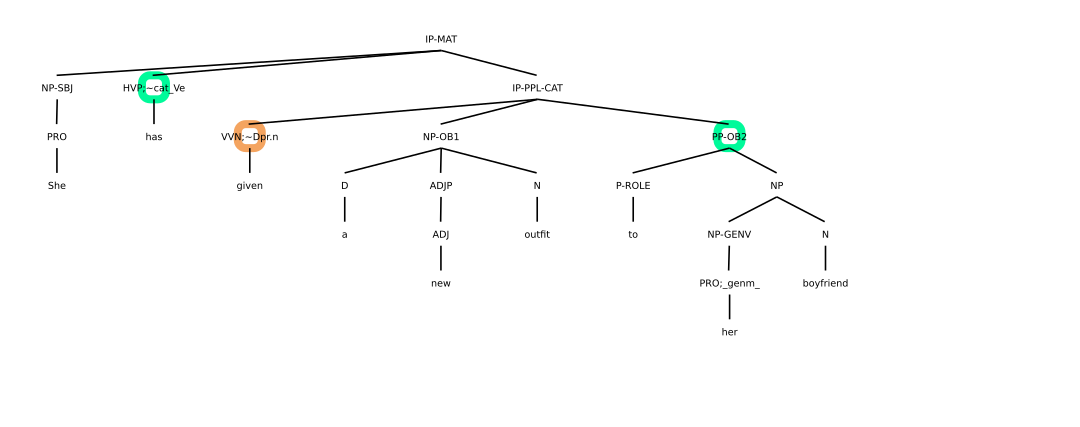 IP-MAT
NP-SBJ HVP;~cat_Ve IP-PPL-CAT
PRO has VVN;~Dpr.n NP-OB1 PP-OB2
She given D ADJP N P-ROLE NP
a ADJ outfit to NP-GENV N
new PRO;_genm_ boyfriend
her